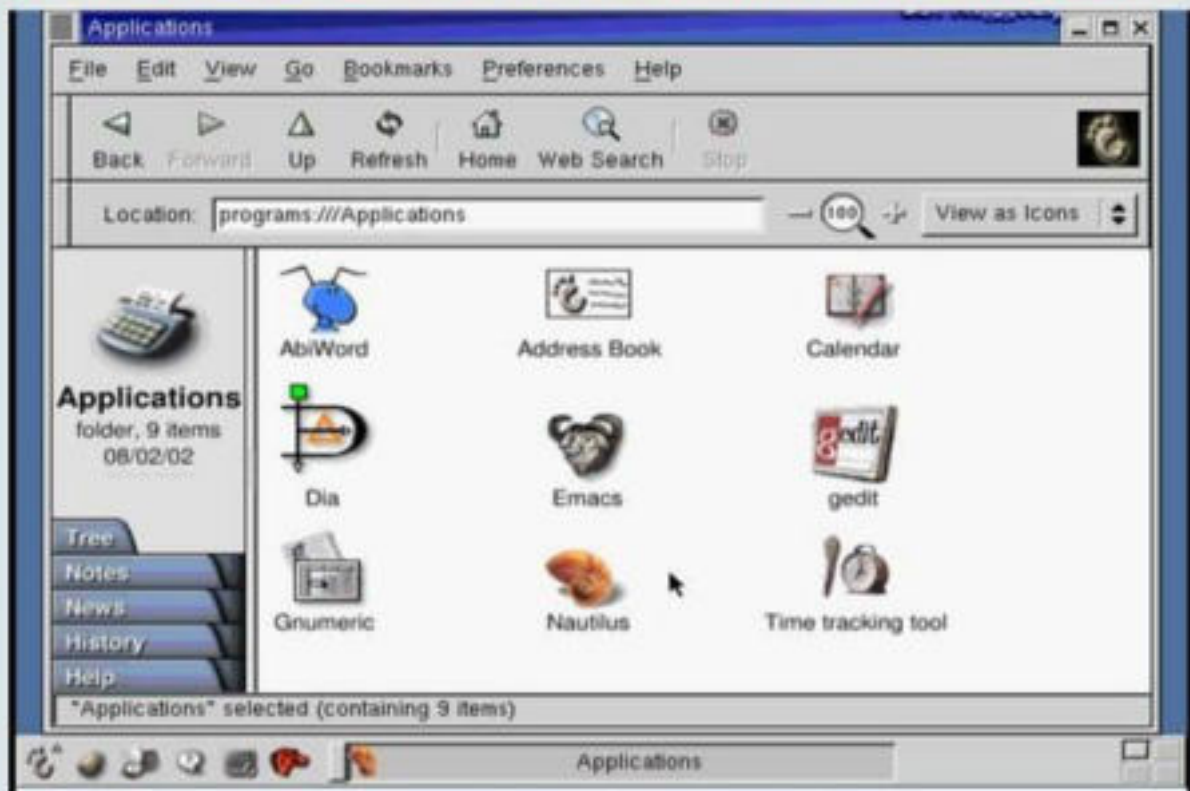 Applications
File Edit View Go Bookmarks Preferences Help
Back Forward Up Refresh Home Web Search Stop
Location: programs:///Applications 100 View as Icons
Applications
folder, 9 items
08/02/02
AbiWord Address Book Calendar
Dia Emacs gedit
gedit
Gnumeric Nautilus Time tracking tool
Tree
Notes
News
History
Help
"Applications" selected (containing 9 items)
Applications